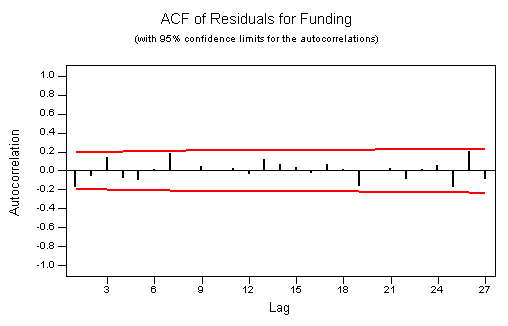 ACF of Residuals for Funding
(with 95% confidence limits for the autocorrelations)
1.0
0.8
0.6
0.4
0.2
0.0
-0.2
-0.4
-0.6
-0.8
-1.0
Autocorrelation
3 6 9 12 15 18 21 24 27
Lag